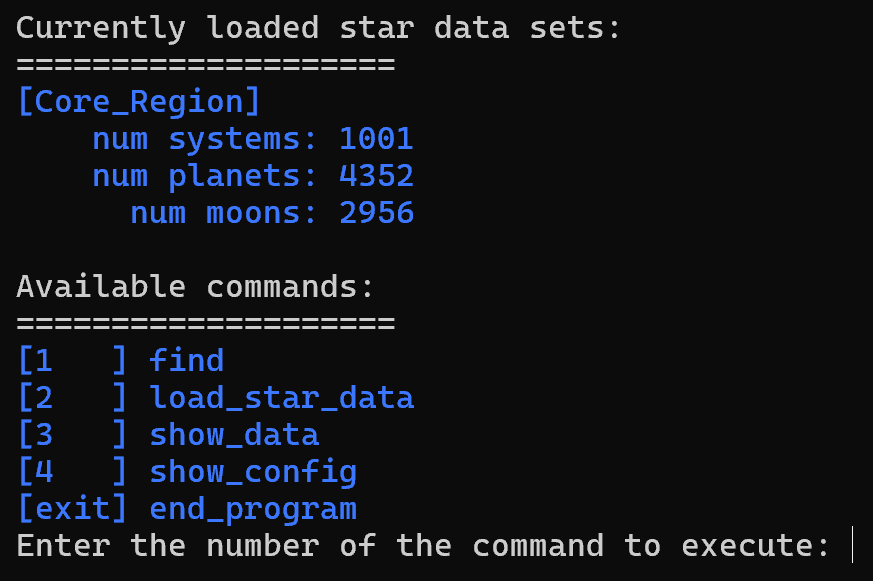 Currently loaded star data sets:
====================
[Core_Region]
    num systems: 1001
    num planets: 4352
      num moons: 2956

Available commands:
====================
[1   ] find
[2   ] load_star_data
[3   ] show_data
[4   ] show_config
[exit] end_program
Enter the number of the command to execute: